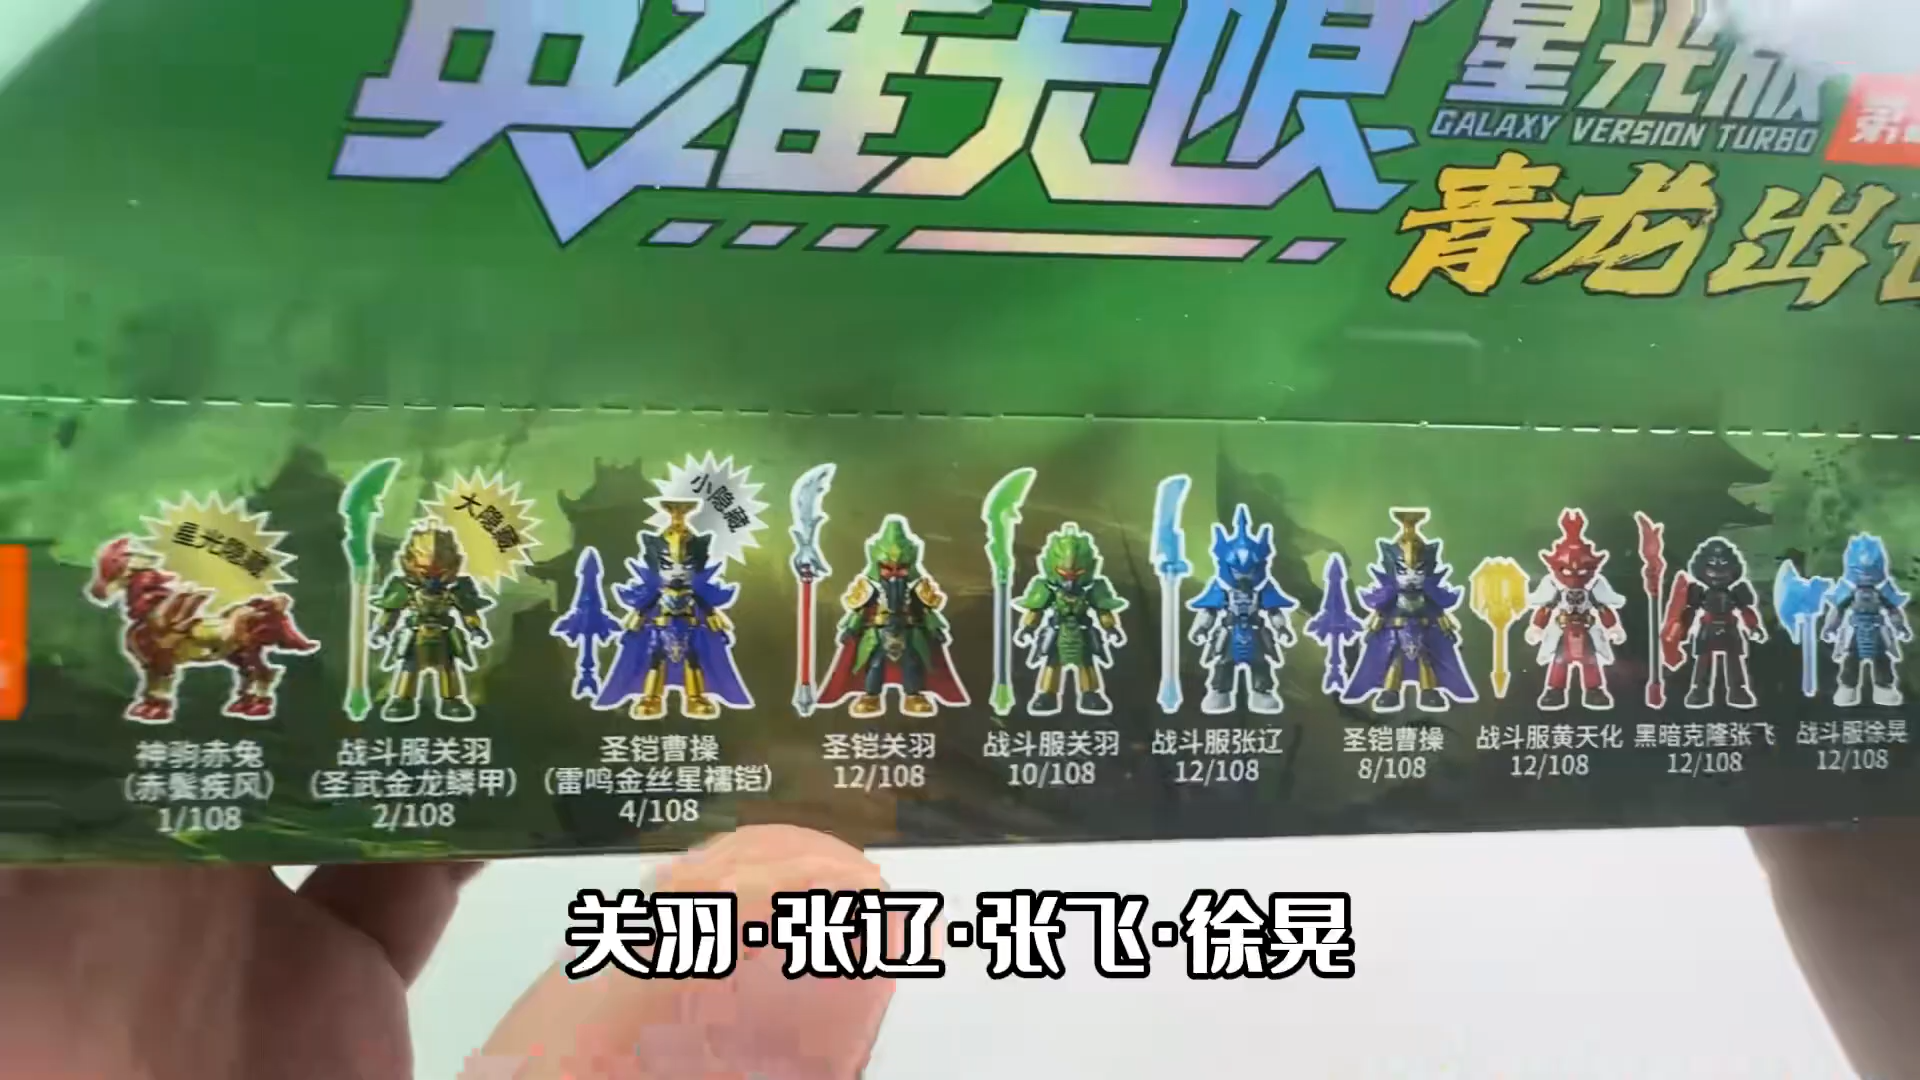 英雄无限
星光版
GALAXY VERSION TURBO
第
青龙出
星光隐藏
大隐藏
小隐藏
神驹赤兔
(赤鬃疾风)
1/108
战斗服关羽
(圣武金龙鳞甲)
2/108
圣铠曹操
(雷鸣金丝星襦铠)
4/108
圣铠关羽
12/108
战斗服关羽
10/108
战斗服张辽
12/108
圣铠曹操
8/108
战斗服黄天化
12/108
黑暗克隆张飞
12/108
战斗服徐晃
12/108
关羽·张辽·张飞·徐晃